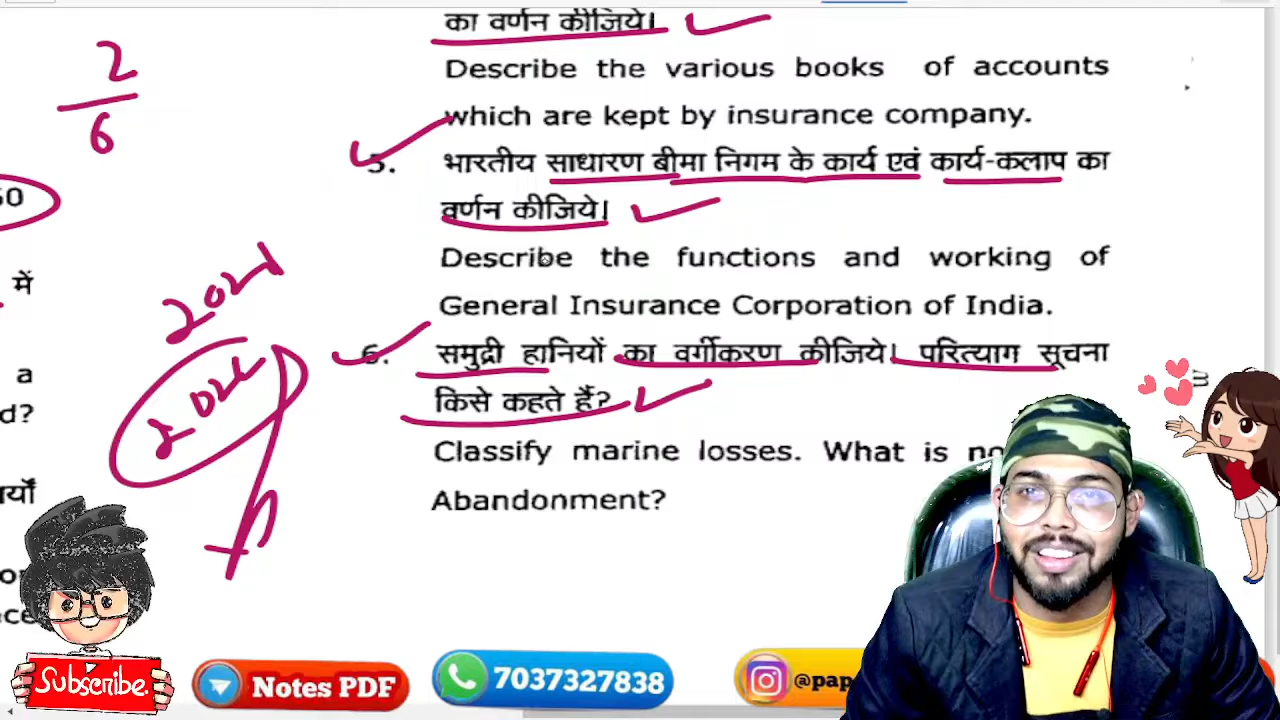 का वर्णन कीजिये।
Describe the various books of accounts
which are kept by insurance company.
5. भारतीय साधारण बीमा निगम के कार्य एवं कार्य-कलाप का
वर्णन कीजिये।
Describe the functions and working of
General Insurance Corporation of India.
6. समुद्री हानियों का वर्गीकरण कीजिये। परित्याग सूचना
किसे कहते हैं?
Classify marine losses. What is
Abandonment?
2
6
में
a
d?
2021
Subscribe
Notes PDF
7037327838
@pap